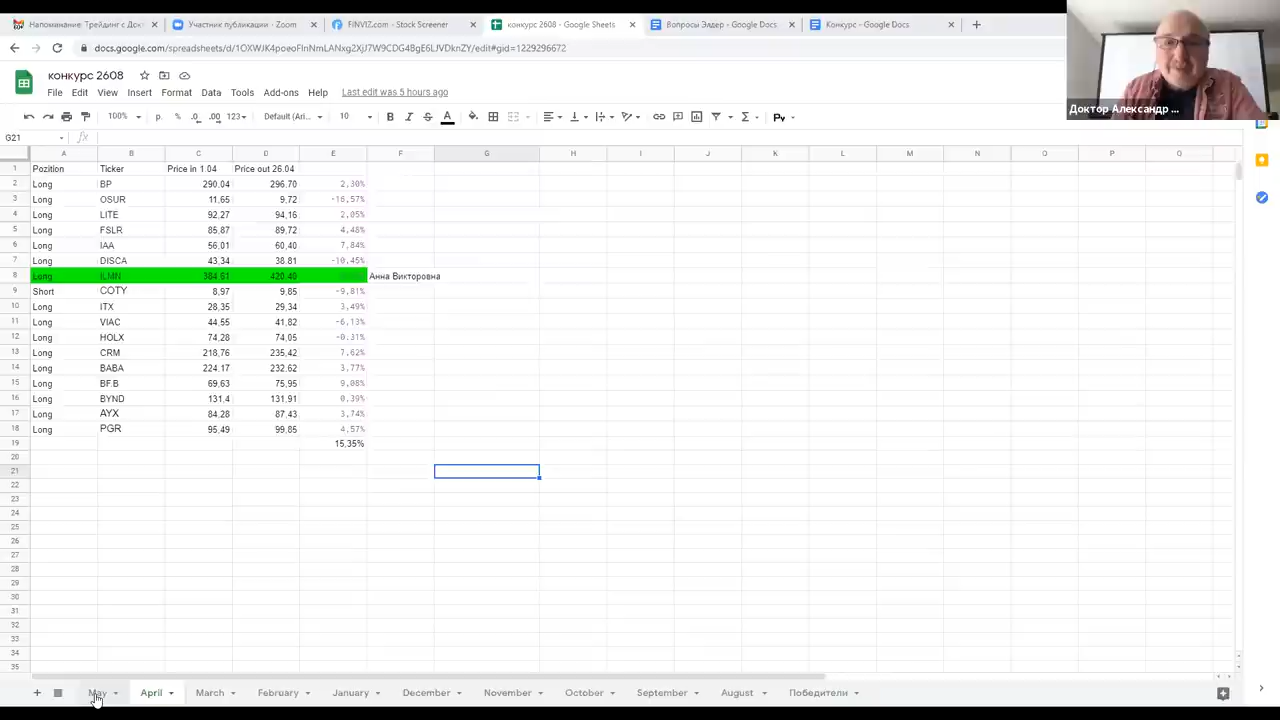 Напоминание: Трейдинг с Докт
Участник публикации - Zoom
FINVIZ.com - Stock Screener
конкурс 2608 - Google Sheets
Вопросы Элдер - Google Docs
Конкурс - Google Docs
конкурс 2608
File Edit View Insert Format Data Tools Add-ons Help Last edit was 5 hours ago
100% р. % .0 .00 123 Default (Ari... 10 B I S A
G21 fx
A B C D E F G H I J K L M N O P Q
1 Pozition Ticker Price in 1.04 Price out 26.04
2 Long BP 290.04 296.70 2,30%
3 Long OSUR 11.65 9.72 -16,57%
4 Long LITE 92,27 94,16 2,05%
5 Long FSLR 85,87 89,72 4,48%
6 Long IAA 56.01 60,40 7,84%
7 Long DISCA 43,34 38.81 -10,45%
8 Long ILMN 384,61 420,40 Анна Викторовна
9 Short COTY 8,97 9,85 -9,81%
10 Long ITX 28,35 29,34 3,49%
11 Long VIAC 44,55 41,82 -6,13%
12 Long HOLX 74.28 74,05 -0.31%
13 Long CRM 218,76 235,42 7,62%
14 Long BABA 224.17 232.62 3,77%
15 Long BF.B 69,63 75,95 9,08%
16 Long BYND 131.4 131.91 0,39%
17 Long AYX 84.28 87,43 3,74%
18 Long PGR 95,49 99,85 4,57%
19 15,35%
20
21
22
23
24
25
26
27
28
29
30
31
32
33
34
35
May April March February January December November October September August Победители
Доктор Александр ...